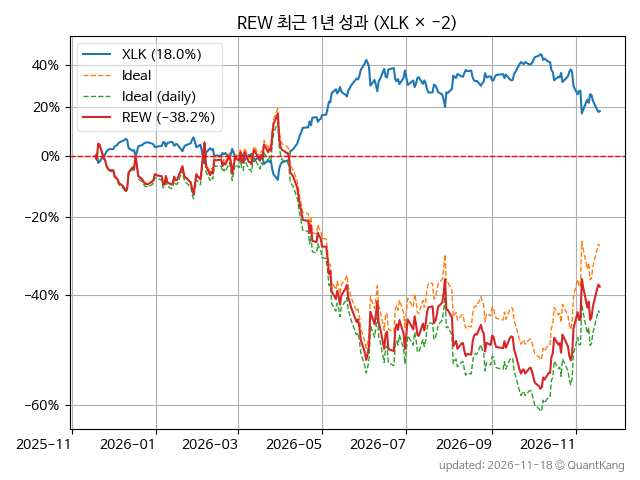 REW 최근 1년 성과 (XLK × −2)
XLK (18.0%)
Ideal
Ideal (daily)
REW (−38.2%)
40%
20%
0%
−20%
−40%
−60%
2025-11 2026-01 2026-03 2026-05 2026-07 2026-09 2026-11
updated: 2026-11-18 © QuantKang